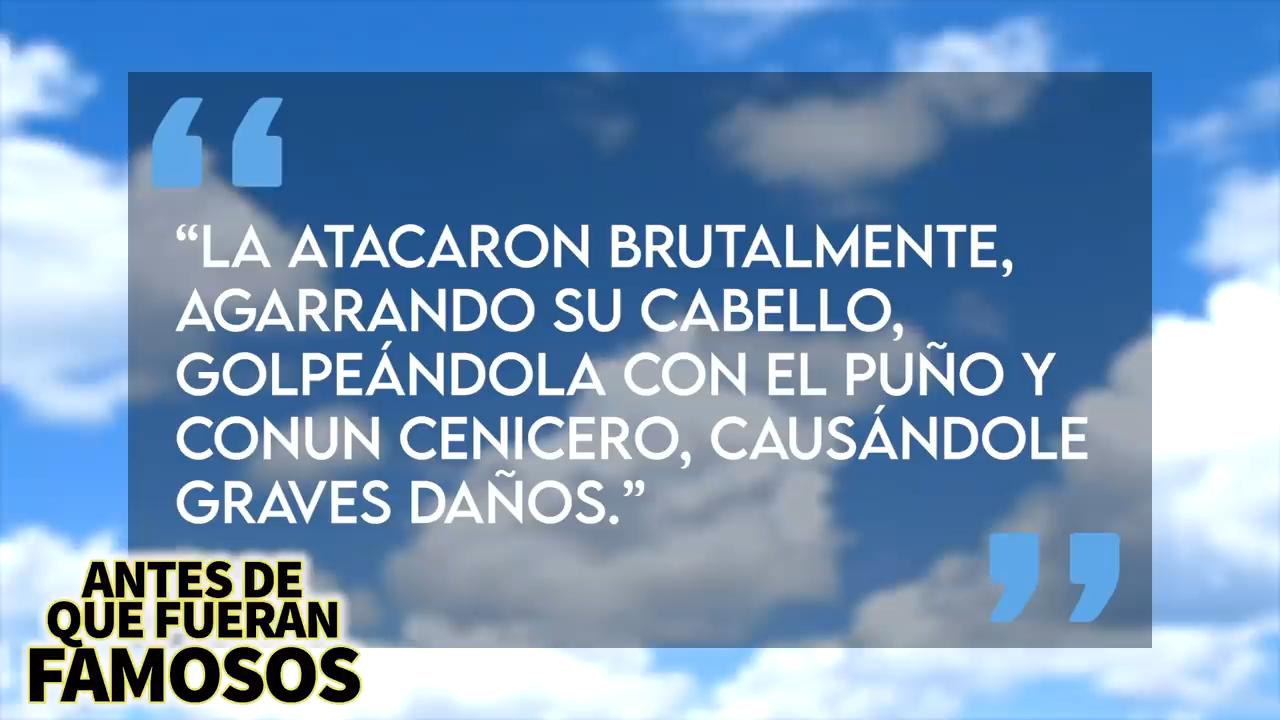 “LA ATACARON BRUTALMENTE,
AGARRANDO SU CABELLO,
GOLPEÁNDOLA CON EL PUÑO Y
CONUN CENICERO, CAUSÁNDOLE
GRAVES DAÑOS.”
ANTES DE
QUE FUERAN
FAMOSOS